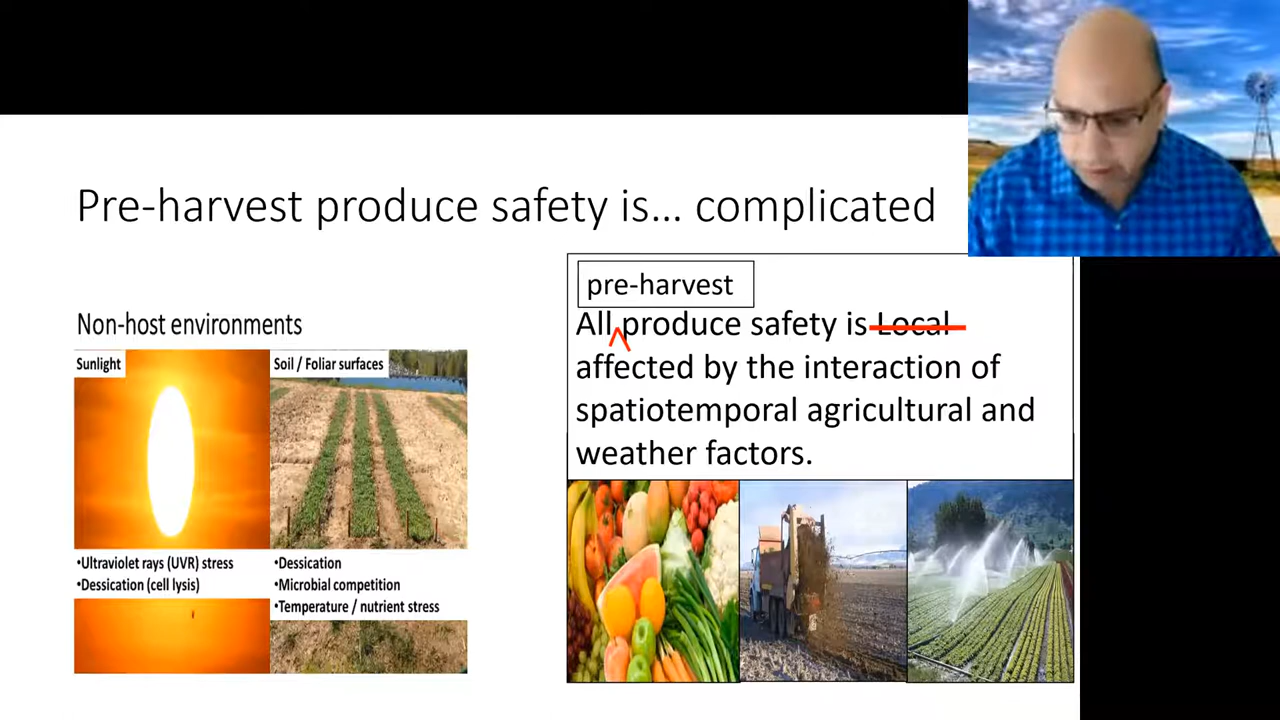 Pre-harvest produce safety is... complicated
Non-host environments
Sunlight
•Ultraviolet rays (UVR) stress
•Dessication (cell lysis)
Soil / Foliar surfaces
•Dessication
•Microbial competition
•Temperature / nutrient stress
pre-harvest
All produce safety is Local
affected by the interaction of
spatiotemporal agricultural and
weather factors.